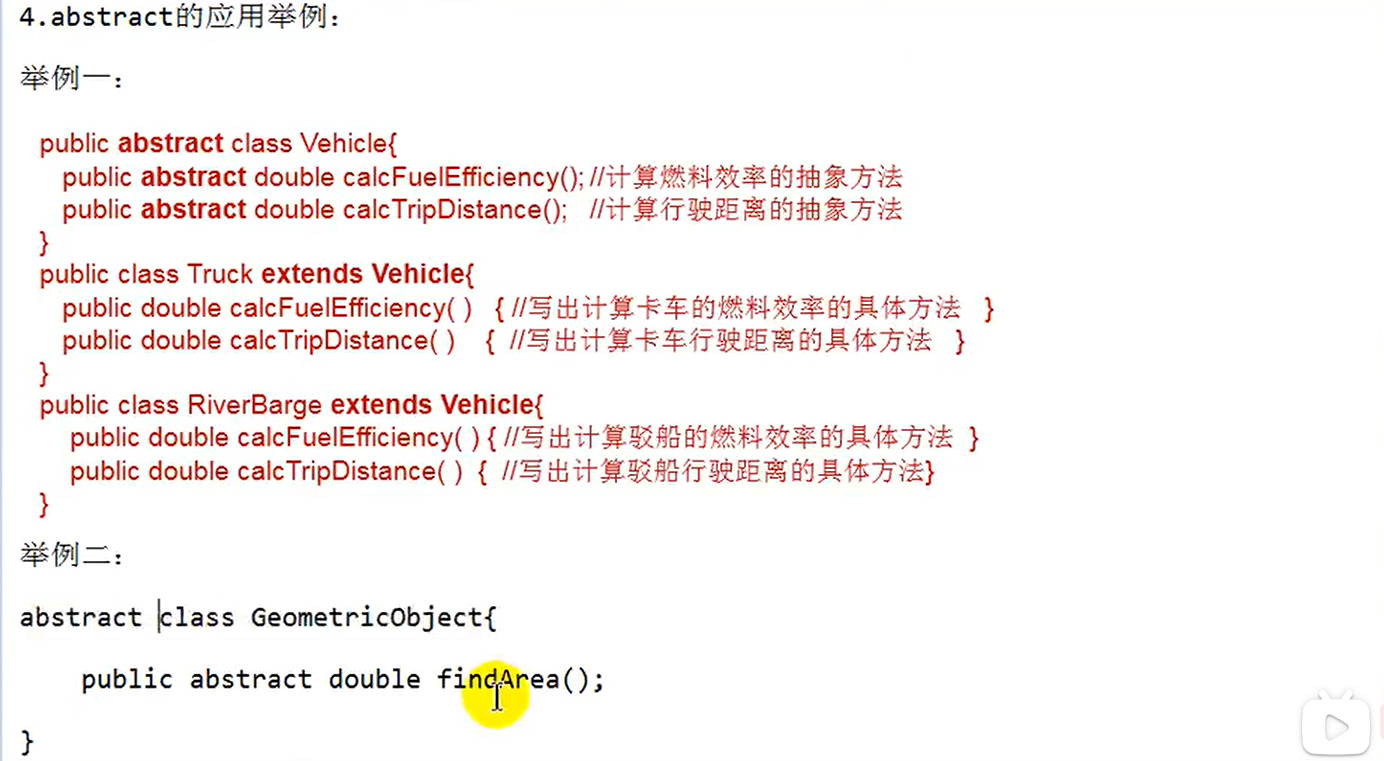 4.abstract的应用举例：
举例一：
public abstract class Vehicle{
public abstract double calcFuelEfficiency(); //计算燃料效率的抽象方法
public abstract double calcTripDistance(); //计算行驶距离的抽象方法
}
public class Truck extends Vehicle{
public double calcFuelEfficiency( ) { //写出计算卡车的燃料效率的具体方法 }
public double calcTripDistance( ) { //写出计算卡车行驶距离的具体方法 }
}
public class RiverBarge extends Vehicle{
public double calcFuelEfficiency( ) { //写出计算驳船的燃料效率的具体方法 }
public double calcTripDistance( ) { //写出计算驳船行驶距离的具体方法}
}
举例二：
abstract class GeometricObject{
public abstract double findArea();
}